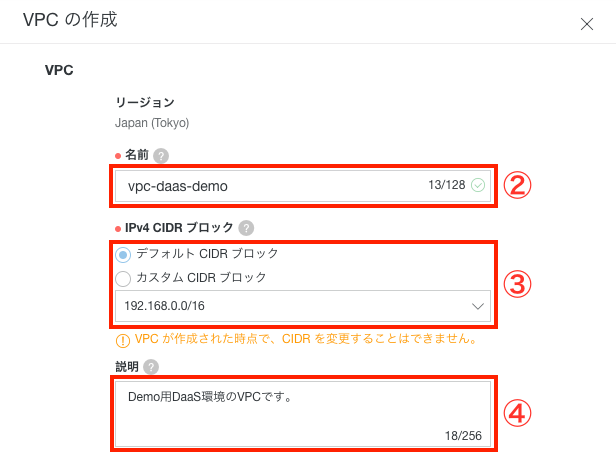 VPC の作成
VPC
リージョン
Japan (Tokyo)
名前 ?
vpc-daas-demo 13/128 ②
IPv4 CIDR ブロック ?
デフォルト CIDR ブロック
カスタム CIDR ブロック ③
192.168.0.0/16
! VPC が作成された時点で、CIDR を変更することはできません。
説明 ?
Demo用DaaS環境のVPCです。
④
18/256